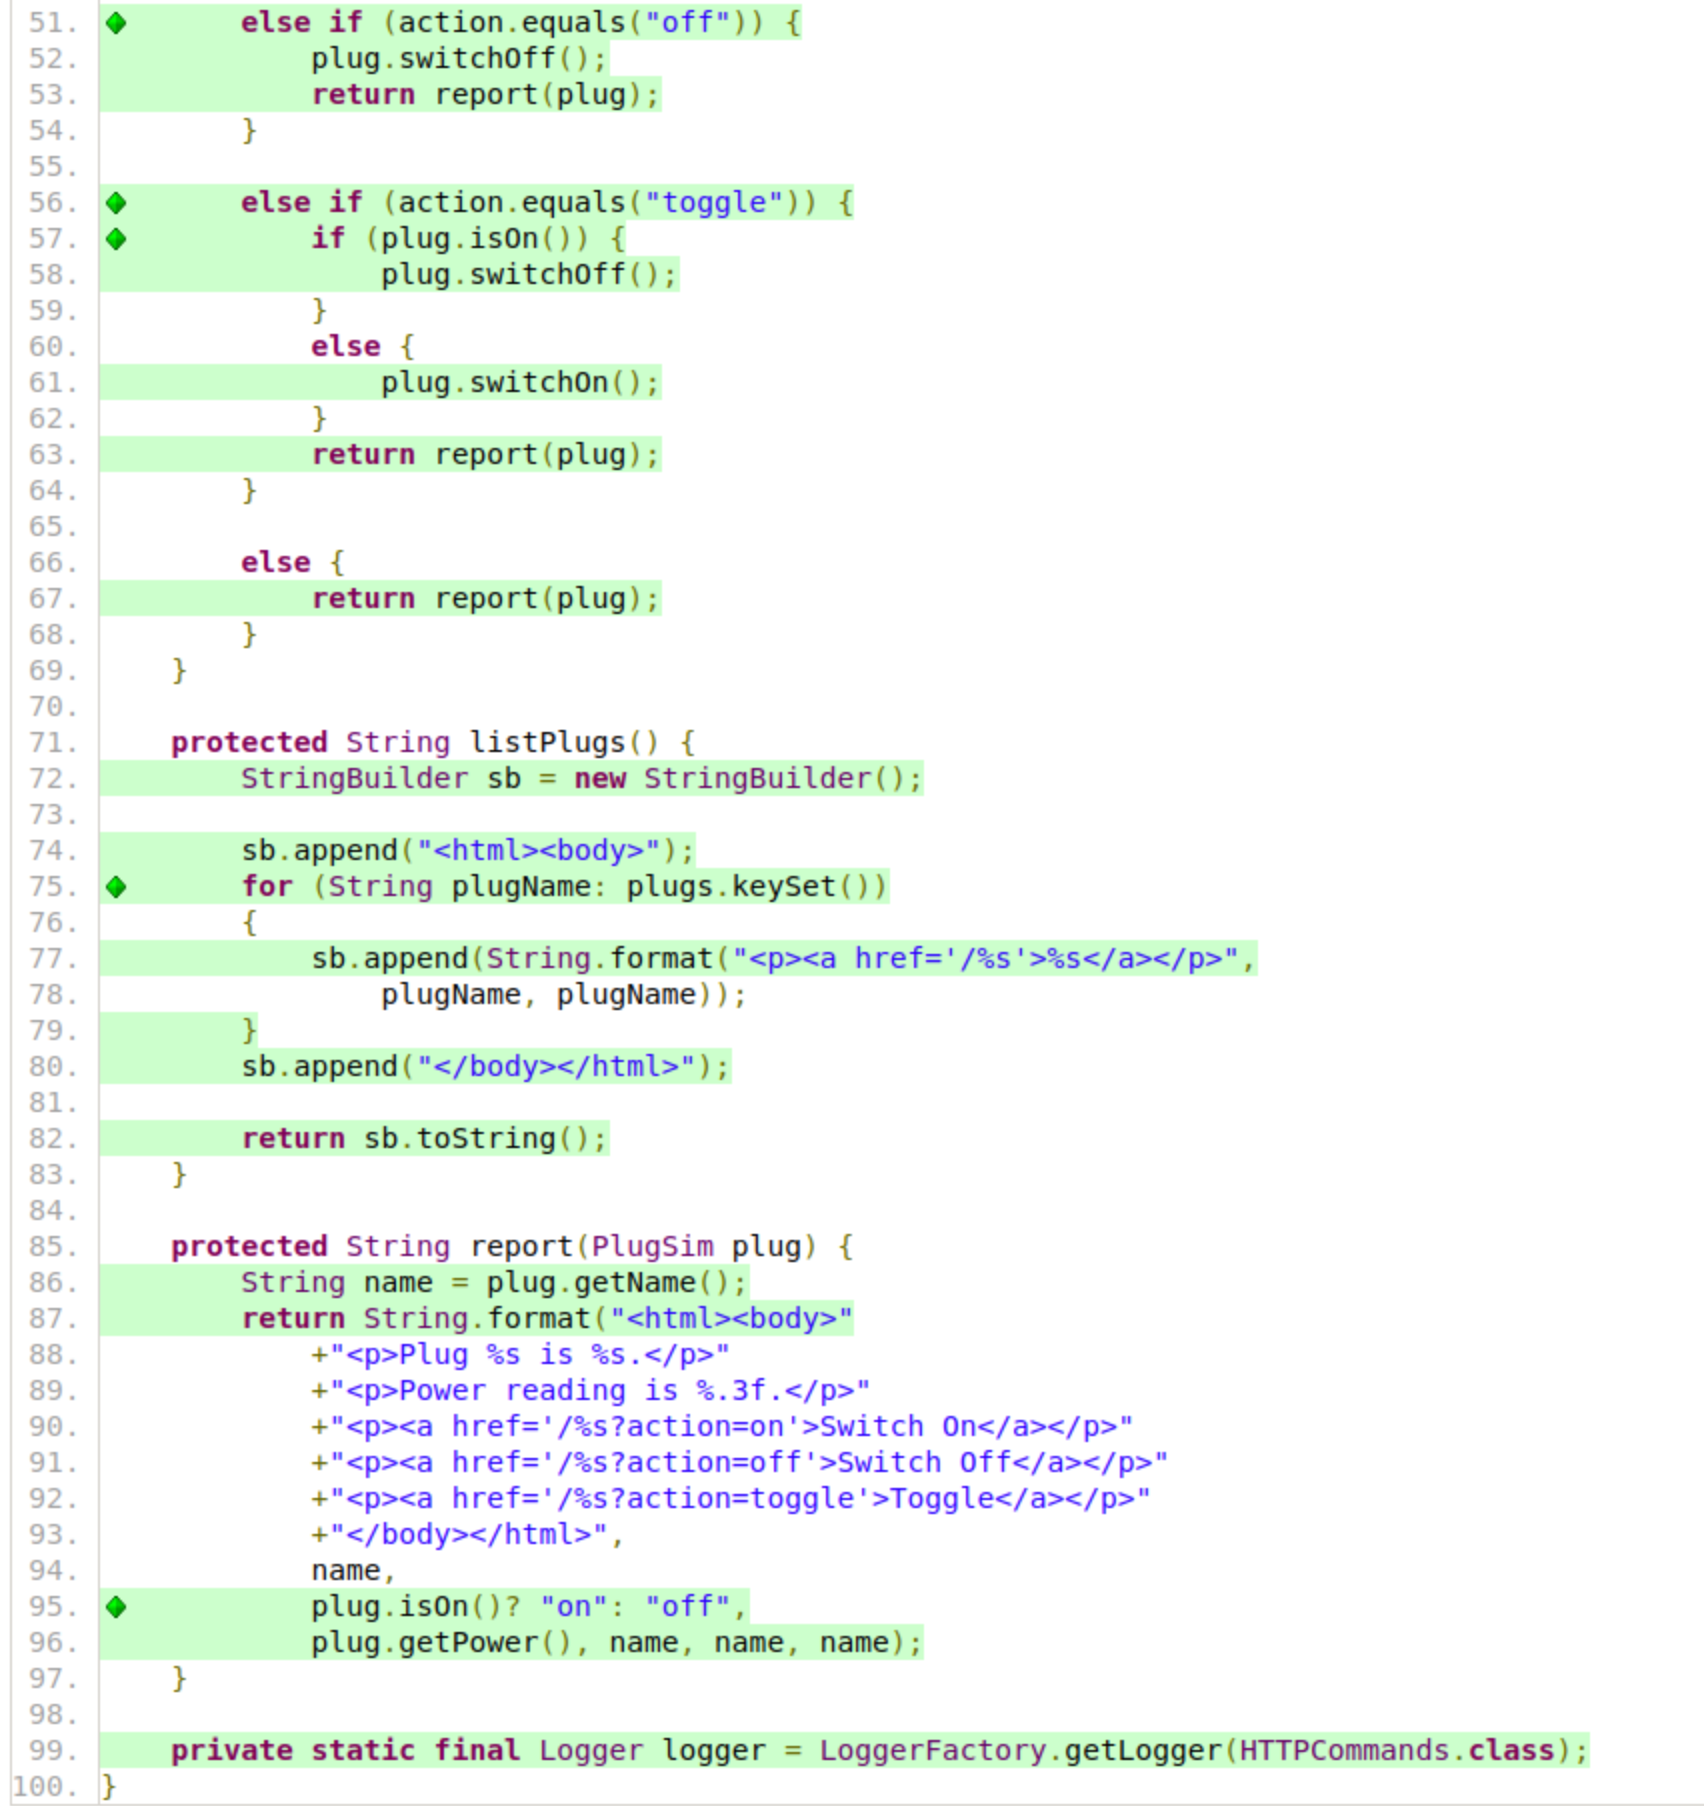 51.         else if (action.equals("off")) {
52.             plug.switchOff();
53.             return report(plug);
54.         }
55.
56.         else if (action.equals("toggle")) {
57.             if (plug.isOn()) {
58.                 plug.switchOff();
59.             }
60.             else {
61.                 plug.switchOn();
62.             }
63.             return report(plug);
64.         }
65.
66.         else {
67.             return report(plug);
68.         }
69.     }
70.
71.     protected String listPlugs() {
72.         StringBuilder sb = new StringBuilder();
73.
74.         sb.append("<html><body>");
75.         for (String plugName: plugs.keySet())
76.         {
77.             sb.append(String.format("<p><a href='/%s'>%s</a></p>",
78.                 plugName, plugName));
79.         }
80.         sb.append("</body></html>");
81.
82.         return sb.toString();
83.     }
84.
85.     protected String report(PlugSim plug) {
86.         String name = plug.getName();
87.         return String.format("<html><body>"
88.             +"<p>Plug %s is %s.</p>"
89.             +"<p>Power reading is %.3f.</p>"
90.             +"<p><a href='/%s?action=on'>Switch On</a></p>"
91.             +"<p><a href='/%s?action=off'>Switch Off</a></p>"
92.             +"<p><a href='/%s?action=toggle'>Toggle</a></p>"
93.             +"</body></html>",
94.             name,
95.             plug.isOn()? "on": "off",
96.             plug.getPower(), name, name, name);
97.     }
98.
99.     private static final Logger logger = LoggerFactory.getLogger(HTTPCommands.class);
100. }